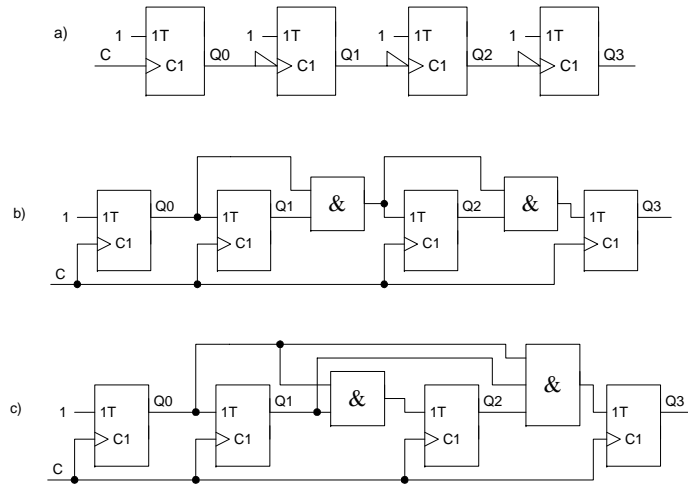 a)
1 1T 1 1T 1 1T 1 1T
C C1 Q0 C1 Q1 C1 Q2 C1 Q3
b)
1 1T Q0 1T Q1 & 1T Q2 & 1T Q3
C1 C1 C1 C1
C
c)
1 1T Q0 1T Q1 & 1T Q2 & 1T Q3
C1 C1 C1 C1
C